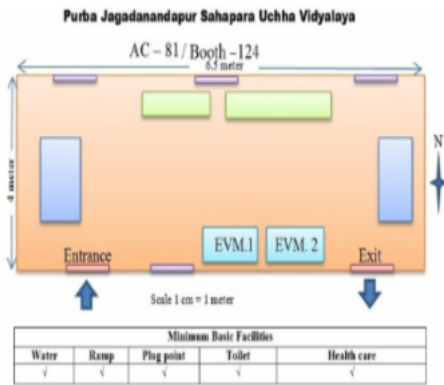 Purba Jagadanandapur Sahapara Uchha Vidyalaya
AC – 81/ Booth –124
6.5 meter
4 meter
N
EVM.1 EVM. 2
Entrance Exit
Scale 1 cm = 1 meter
Minimum Basic Facilities
Water Ramp Plug point Toilet Health care
√ √ √ √ √